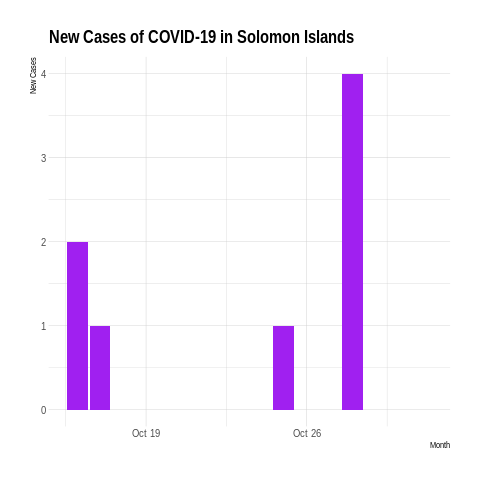 New Cases of COVID-19 in Solomon Islands
New Cases
4
3
2
1
0
Oct 19
Oct 26
Month